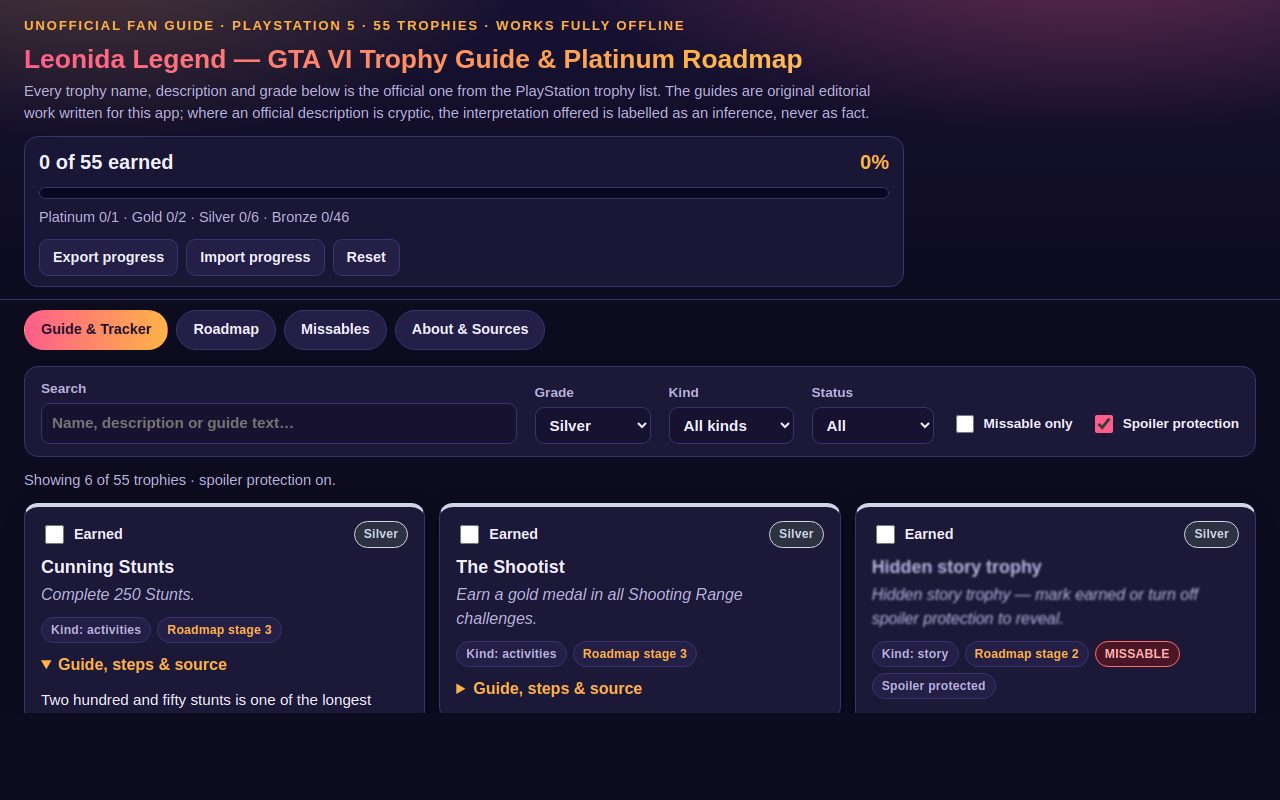 UNOFFICIAL FAN GUIDE · PLAYSTATION 5 · 55 TROPHIES · WORKS FULLY OFFLINE
Leonida Legend — GTA VI Trophy Guide & Platinum Roadmap
Every trophy name, description and grade below is the official one from the PlayStation trophy list. The guides are original editorial
work written for this app; where an official description is cryptic, the interpretation offered is labelled as an inference, never as fact.
0 of 55 earned 0%
Platinum 0/1 · Gold 0/2 · Silver 0/6 · Bronze 0/46
Export progress Import progress Reset
Guide & Tracker Roadmap Missables About & Sources
Search Grade Kind Status
Name, description or guide text… Silver All kinds All Missable only Spoiler protection
Showing 6 of 55 trophies · spoiler protection on.
Earned Silver
Cunning Stunts
Complete 250 Stunts.
Kind: activities Roadmap stage 3
▼ Guide, steps & source
Two hundred and fifty stunts is one of the longest
Earned Silver
The Shootist
Earn a gold medal in all Shooting Range
challenges.
Kind: activities Roadmap stage 3
▶ Guide, steps & source
Earned Silver
Hidden story trophy
Hidden story trophy — mark earned or turn off
spoiler protection to reveal.
Kind: story Roadmap stage 2 MISSABLE
Spoiler protected